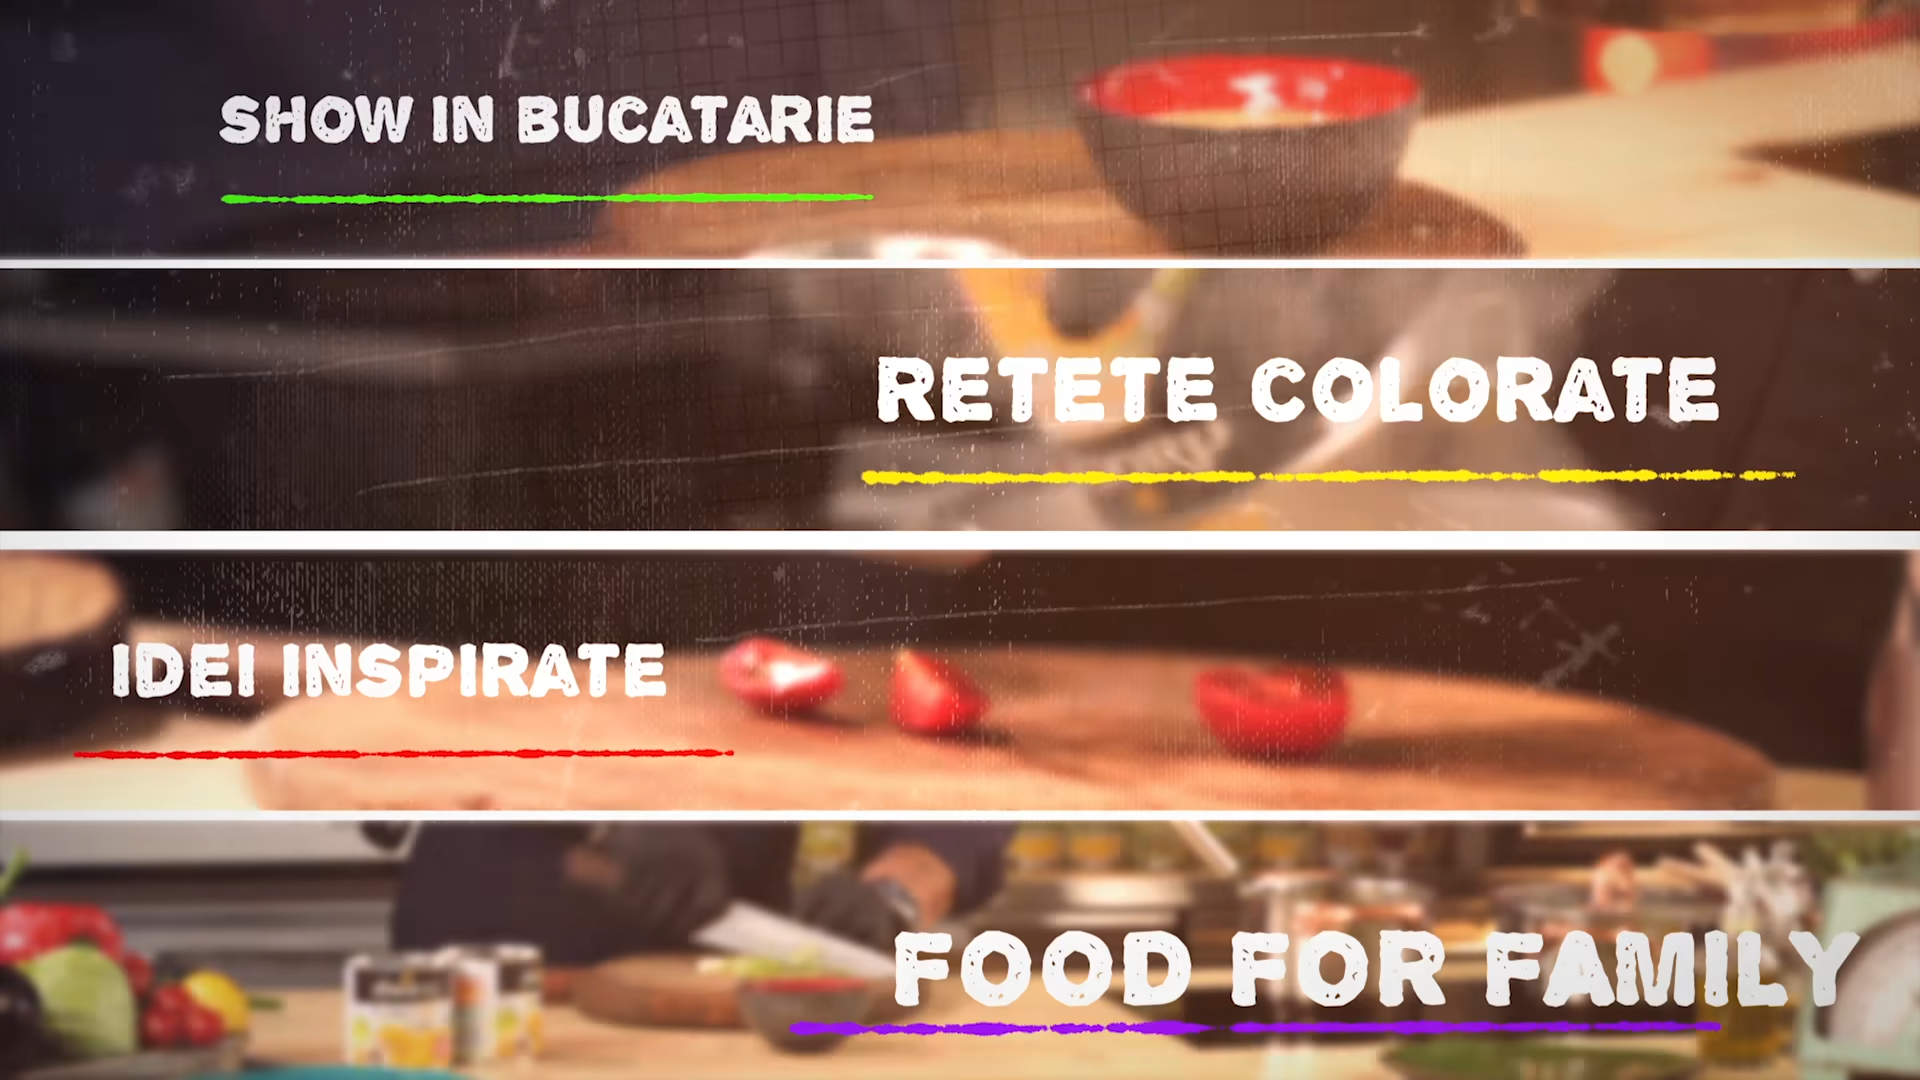 SHOW IN BUCATARIE
RETETE COLORATE
IDEI INSPIRATE
FOOD FOR FAMILY